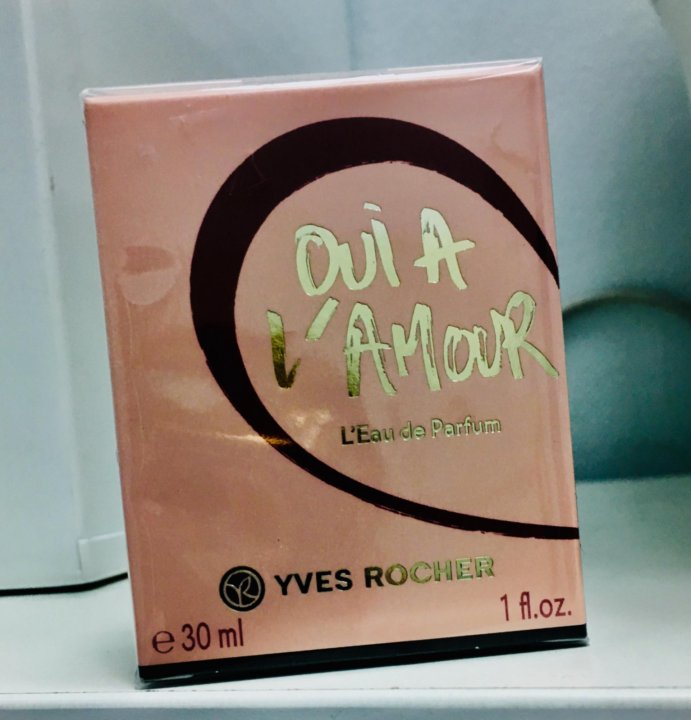 OUI A
L'AMOUR
L'Eau de Parfum
YVES ROCHER
℮ 30 ml
1 fl.oz.